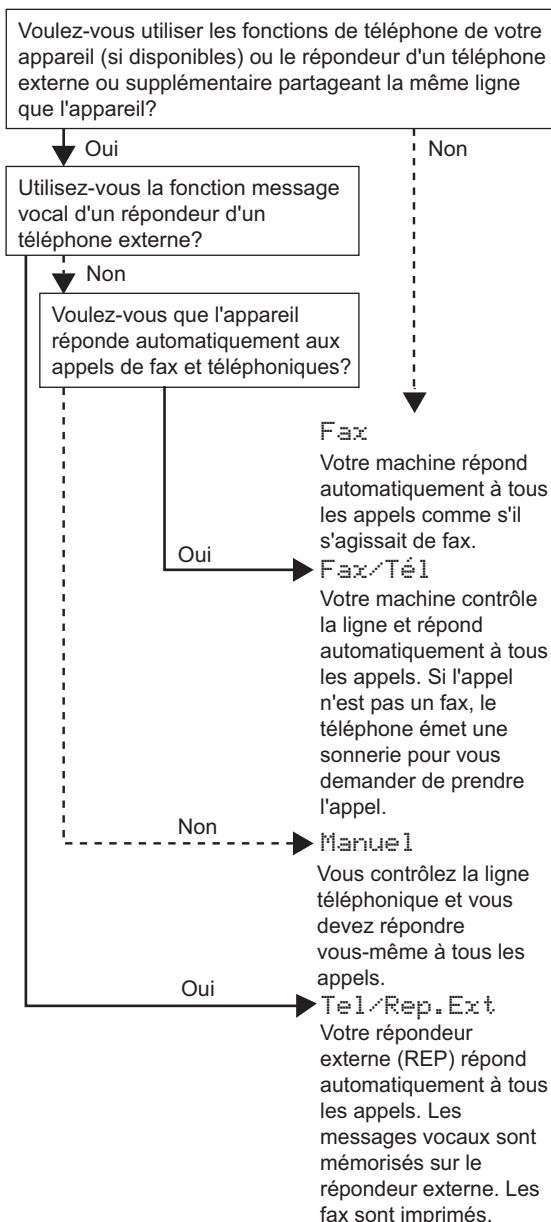 Voulez-vous utiliser les fonctions de téléphone de votre
appareil (si disponibles) ou le répondeur d'un téléphone
externe ou supplémentaire partageant la même ligne
que l'appareil?
Oui
Non
Utilisez-vous la fonction message
vocal d'un répondeur d'un
téléphone externe?
Non
Voulez-vous que l'appareil
réponde automatiquement aux
appels de fax et téléphoniques?
Fax
Votre machine répond
automatiquement à tous
les appels comme s'il
s'agissait de fax.
Oui
Fax/Tél
Votre machine contrôle
la ligne et répond
automatiquement à tous
les appels. Si l'appel
n'est pas un fax, le
téléphone émet une
sonnerie pour vous
demander de prendre
l'appel.
Non
Manuel
Vous contrôlez la ligne
téléphonique et vous
devez répondre
vous-même à tous les
appels.
Oui
Tel/Rep.Ext
Votre répondeur
externe (REP) répond
automatiquement à tous
les appels. Les
messages vocaux sont
mémorisés sur le
répondeur externe. Les
fax sont imprimés.